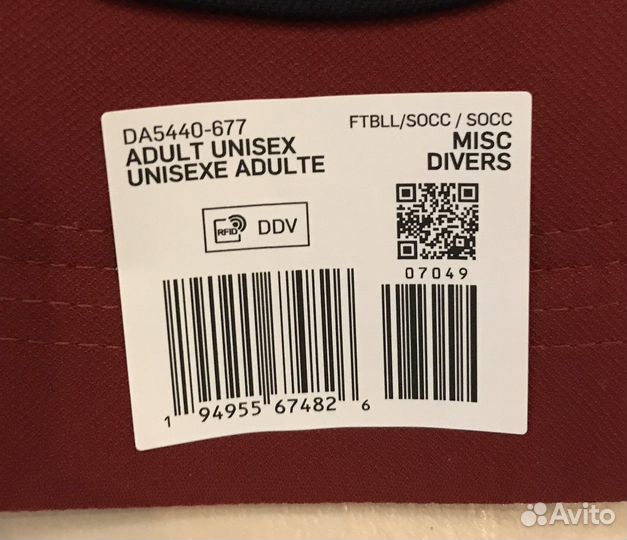 DA5440-677
ADULT UNISEX
UNISEXE ADULTE
FTBLL/SOCC / SOCC
MISC
DIVERS
RFID DDV
07049
1 94955 67482 6
Avito